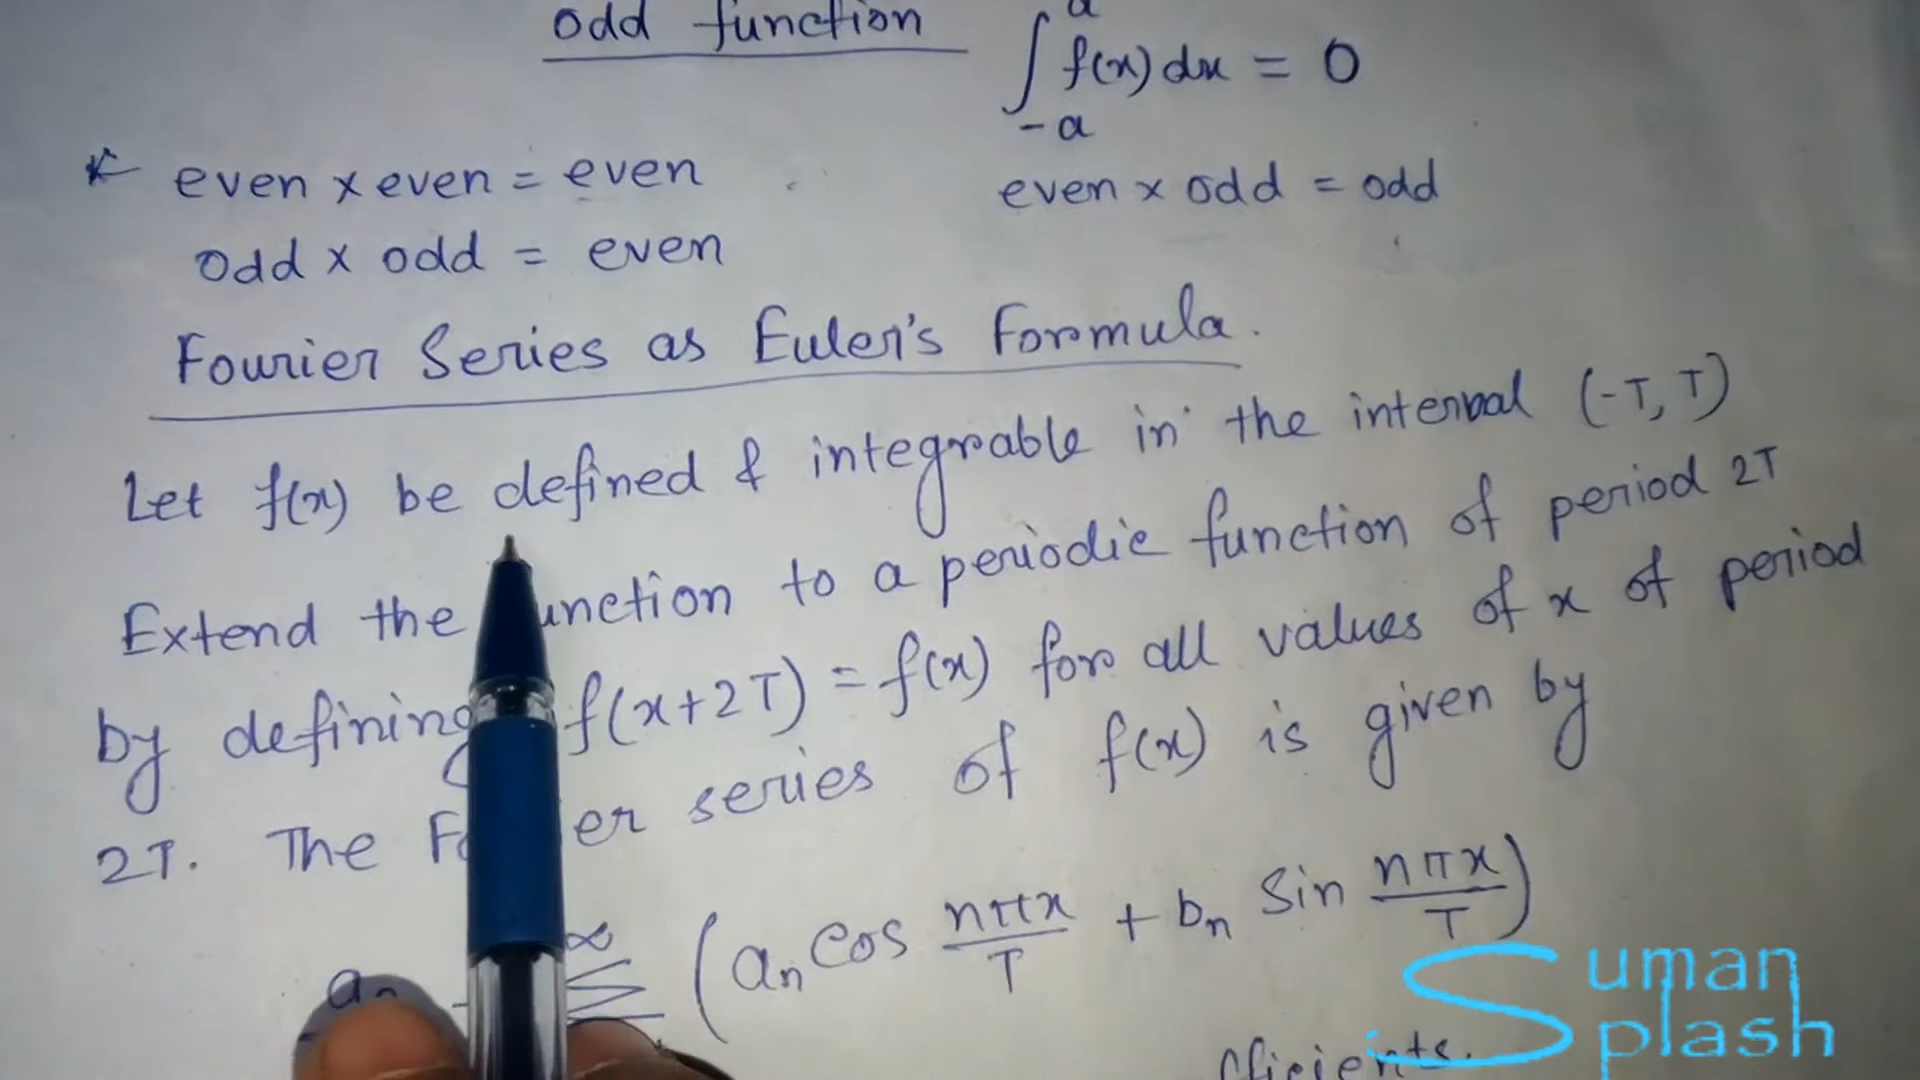 odd function
∫ f(x) dx = 0
-a
a
* even x even = even
even x odd = odd
odd x odd = even
Fourier Series as Euler's Formula.
Let f(x) be defined & integrable in the interval (-T, T)
Extend the unction to a periodic function of period 2T
by defining f(x+2T) = f(x) for all values of x of period
2T. The er series of f(x) is given by
a ∞ Σ (an Cos nπx/T + bn Sin nπx/T)
fficients.
Suman
Splash